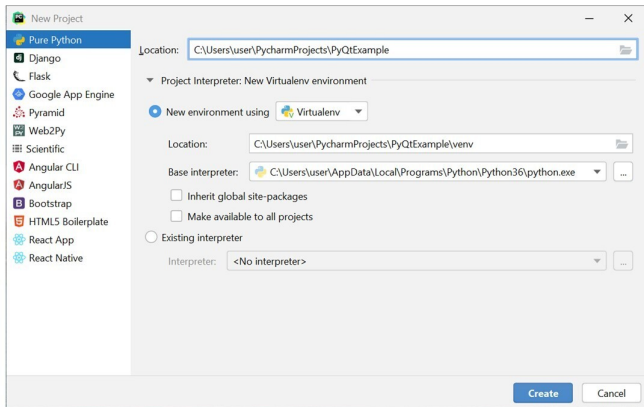 New Project
Pure Python
Django
Flask
Google App Engine
Pyramid
Web2Py
Scientific
Angular CLI
AngularJS
Bootstrap
HTML5 Boilerplate
React App
React Native
Location: C:\Users\user\PycharmProjects\PyQtExample
Project Interpreter: New Virtualenv environment
New environment using Virtualenv
Location: C:\Users\user\PycharmProjects\PyQtExample\venv
Base interpreter: C:\Users\user\AppData\Local\Programs\Python\Python36\python.exe ...
Inherit global site-packages
Make available to all projects
Existing interpreter
Interpreter: <No interpreter> ...
Create Cancel